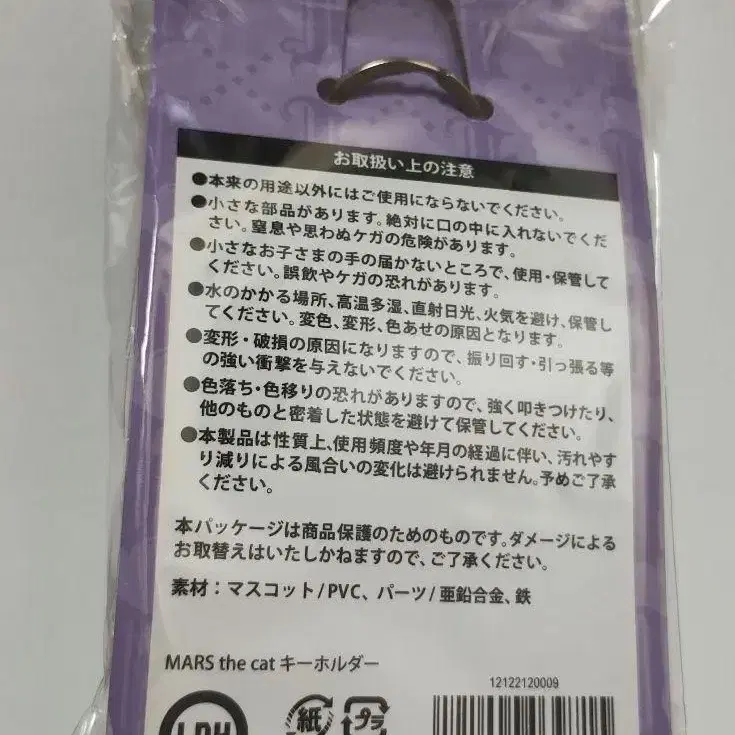 お取扱い上の注意
●本来の用途以外にはご使用にならないでください。
●小さな部品があります。絶対に口の中に入れないでくだ
さい。窒息や思わぬケガの危険があります。
●小さなお子さまの手の届かないところで、使用・保管して
ください。誤飲やケガの恐れがあります。
●水のかかる場所、高温多湿、直射日光、火気を避け、保管し
てください。変色、変形、色あせの原因となります。
●変形・破損の原因になりますので、振り回す・引っ張る等
の強い衝撃を与えないでください。
●色落ち・色移りの恐れがありますので、強く叩きつけたり、
他のものと密着した状態を避けて保管してください。
●本製品は性質上、使用頻度や年月の経過に伴い、汚れやす
り減りによる風合いの変化は避けられません。予めご了承
ください。
本パッケージは商品保護のためのものです。ダメージによる
お取替えはいたしかねますので、ご了承ください。
素材：マスコット/PVC、パーツ/亜鉛合金、鉄
MARS the cat キーホルダー
12122120009
LDH
紙
プラ